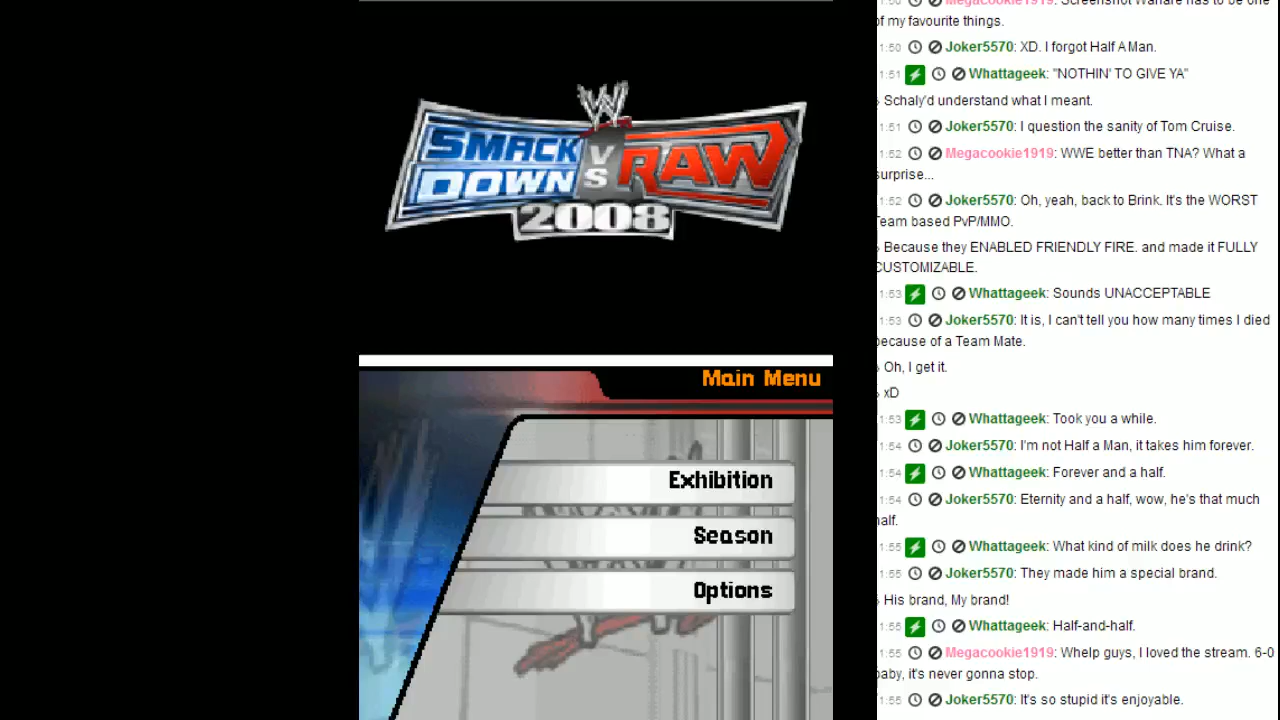 W
SMACK
DOWN
VS
RAW
2008
Main Menu
Exhibition
Season
Options
Megacookie1919: Screenshot Warfare has to be one
of my favourite things.
1:50 Joker5570: XD. I forgot Half A Man.
1:51 Whattageek: "NOTHIN' TO GIVE YA"
Schaly'd understand what I meant.
1:51 Joker5570: I question the sanity of Tom Cruise.
1:52 Megacookie1919: WWE better than TNA? What a
surprise...
1:52 Joker5570: Oh, yeah, back to Brink. It's the WORST
Team based PvP/MMO.
Because they ENABLED FRIENDLY FIRE. and made it FULLY
CUSTOMIZABLE.
1:53 Whattageek: Sounds UNACCEPTABLE
1:53 Joker5570: It is, I can't tell you how many times I died
because of a Team Mate.
Oh, I get it.
xD
1:53 Whattageek: Took you a while.
1:54 Joker5570: I'm not Half a Man, it takes him forever.
1:54 Whattageek: Forever and a half.
1:54 Joker5570: Eternity and a half, wow, he's that much
half.
1:55 Whattageek: What kind of milk does he drink?
1:55 Joker5570: They made him a special brand.
His brand, My brand!
1:55 Whattageek: Half-and-half.
1:55 Megacookie1919: Whelp guys, I loved the stream. 6-0
baby, it's never gonna stop.
1:55 Joker5570: It's so stupid it's enjoyable.